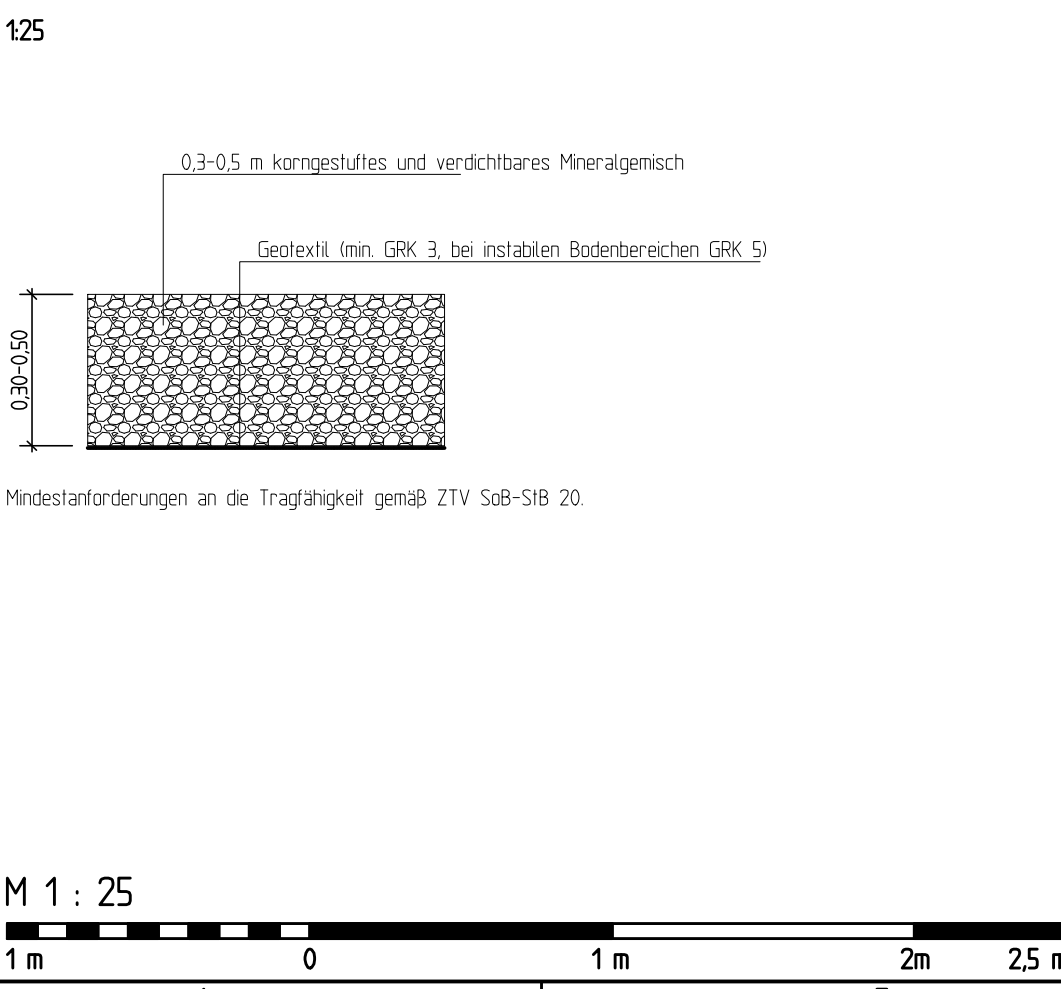 1:25
0,3-0,5 m korngestuftes und verdichtbares Mineralgemisch
Geotextil (min. GRK 3, bei instabilen Bodenbereichen GRK 5)
0,30-0,50
Mindestanforderungen an die Tragfähigkeit gemäß ZTV SoB-StB 20.
M 1 : 25
1 m 0 1 m 2m 2,5 m